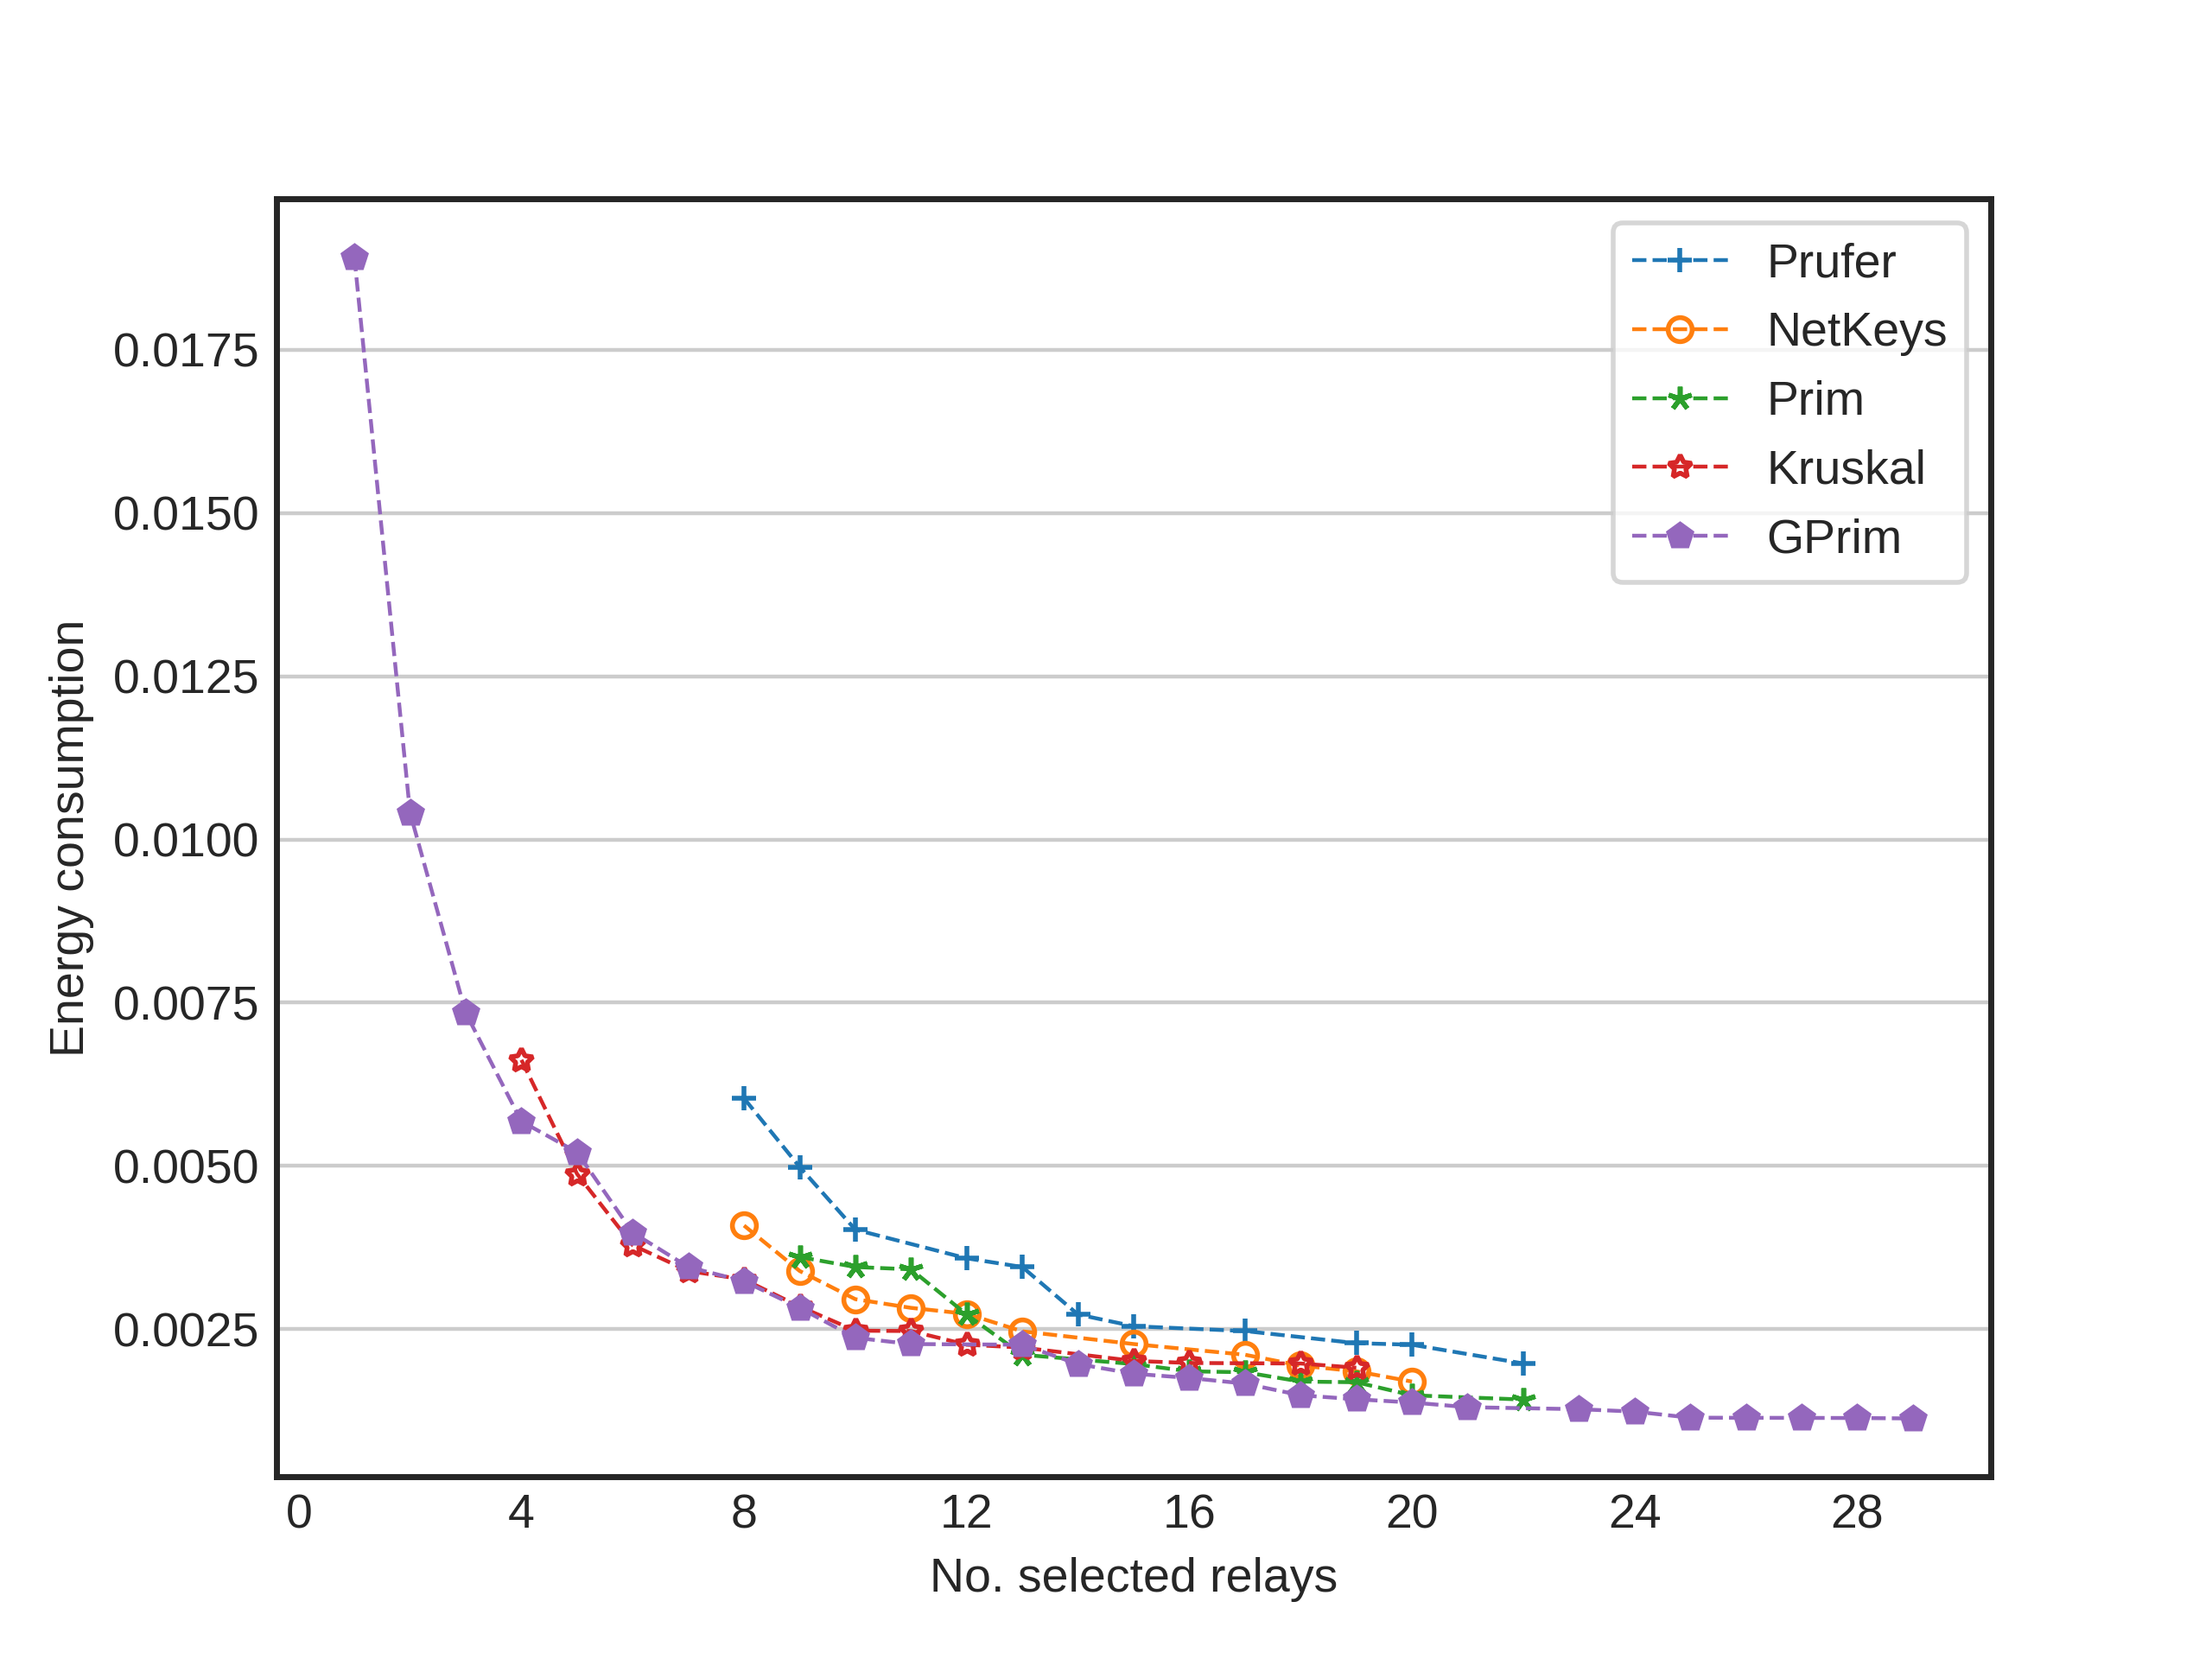 Prufer
NetKeys
Prim
Kruskal
GPrim
0.0175
0.0150
0.0125
0.0100
0.0075
0.0050
0.0025
Energy consumption
0 4 8 12 16 20 24 28
No. selected relays